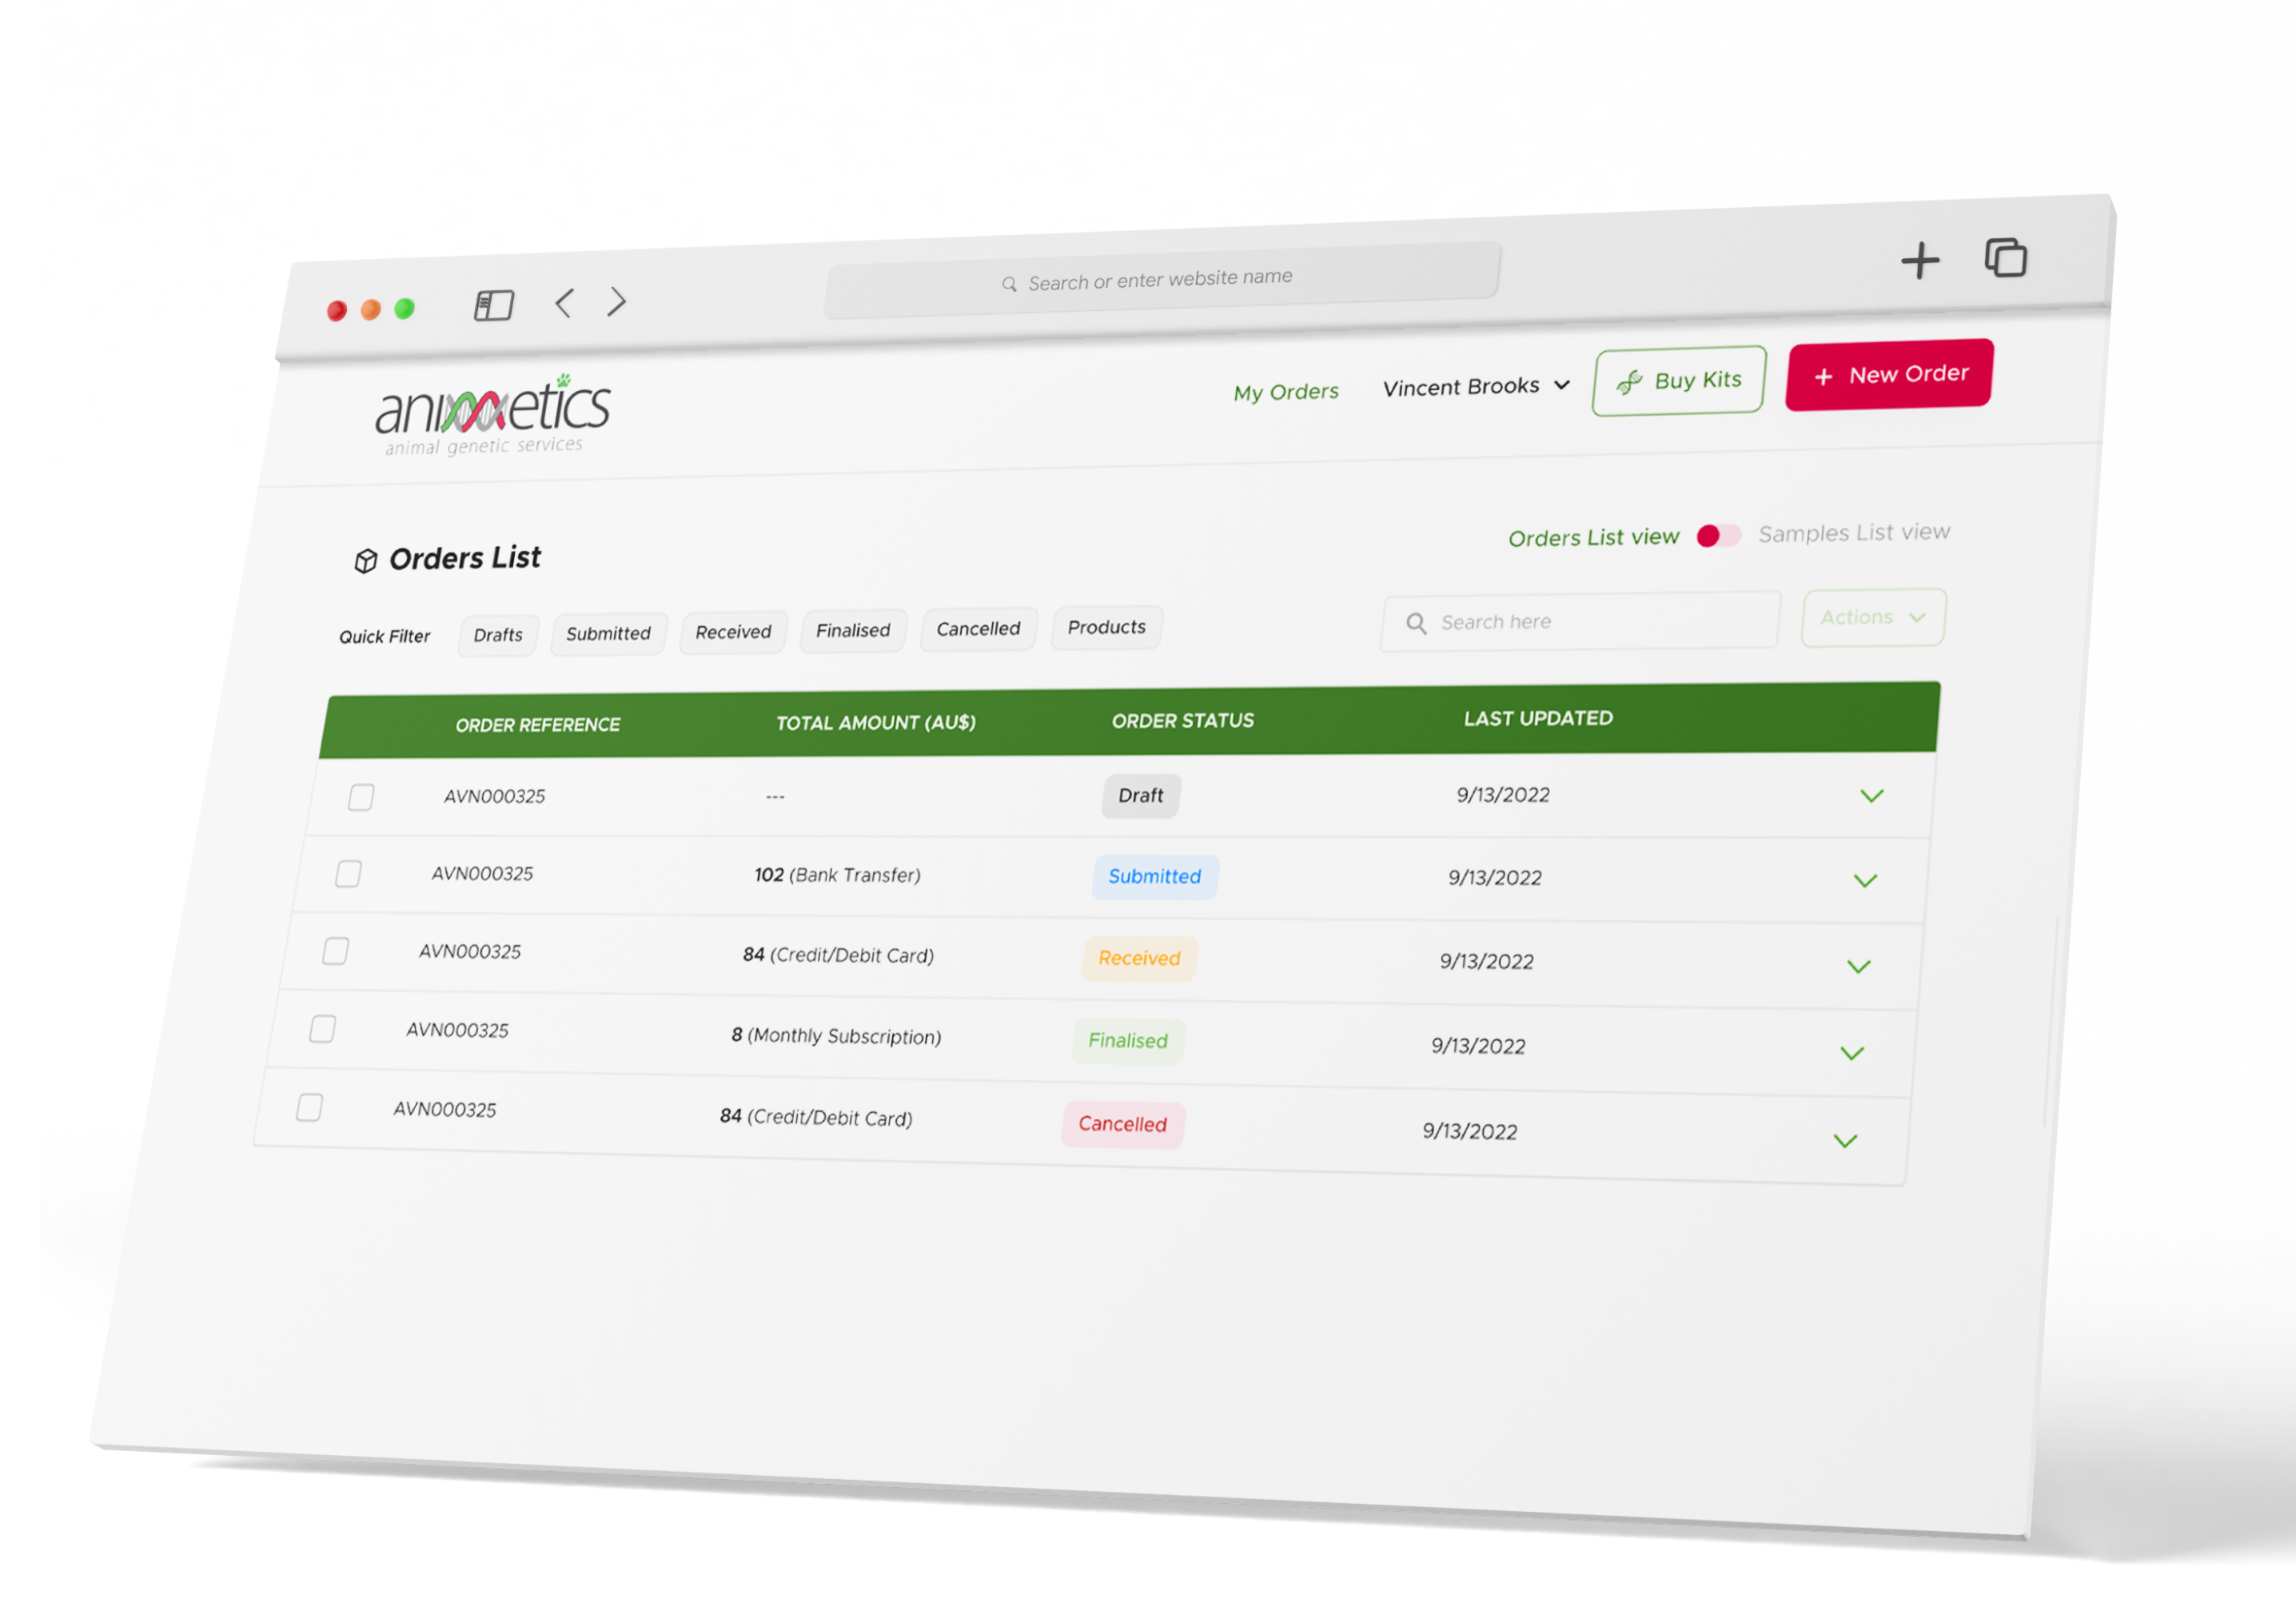 Search or enter website name
animetics
animal genetic services
My Orders
Vincent Brooks
Buy Kits
+ New Order
Orders List
Orders List view
Samples List view
Quick Filter
Drafts
Submitted
Received
Finalised
Cancelled
Products
Search here
Actions
ORDER REFERENCE TOTAL AMOUNT (AU$) ORDER STATUS LAST UPDATED
AVN000325 --- Draft 9/13/2022
AVN000325 102 (Bank Transfer) Submitted 9/13/2022
AVN000325 84 (Credit/Debit Card) Received 9/13/2022
AVN000325 8 (Monthly Subscription) Finalised 9/13/2022
AVN000325 84 (Credit/Debit Card) Cancelled 9/13/2022